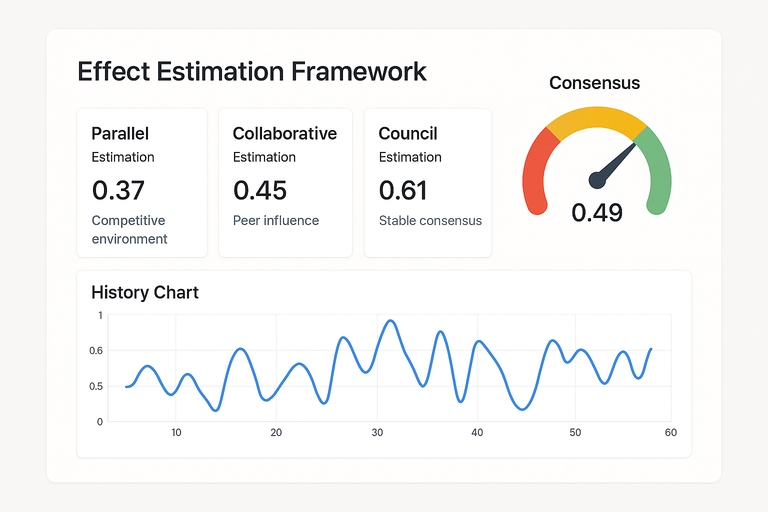 Effect Estimation Framework
Parallel
Estimation
0.37
Competitive
environment
Collaborative
Estimation
0.45
Peer influence
Council
Estimation
0.61
Stable consensus
Consensus
0.49
History Chart
1
0.6
0.5
0
10 20 30 40 50 60